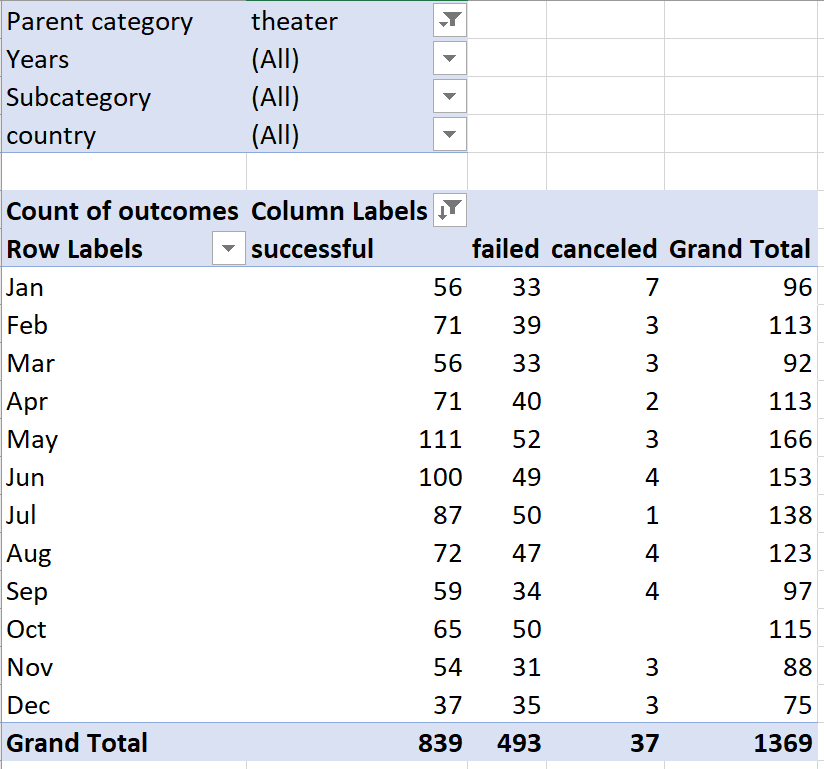 Parent category theater
Years (All)
Subcategory (All)
country (All)
Count of outcomes Column Labels
Row Labels successful failed canceled Grand Total
Jan 56 33 7 96
Feb 71 39 3 113
Mar 56 33 3 92
Apr 71 40 2 113
May 111 52 3 166
Jun 100 49 4 153
Jul 87 50 1 138
Aug 72 47 4 123
Sep 59 34 4 97
Oct 65 50 115
Nov 54 31 3 88
Dec 37 35 3 75
Grand Total 839 493 37 1369